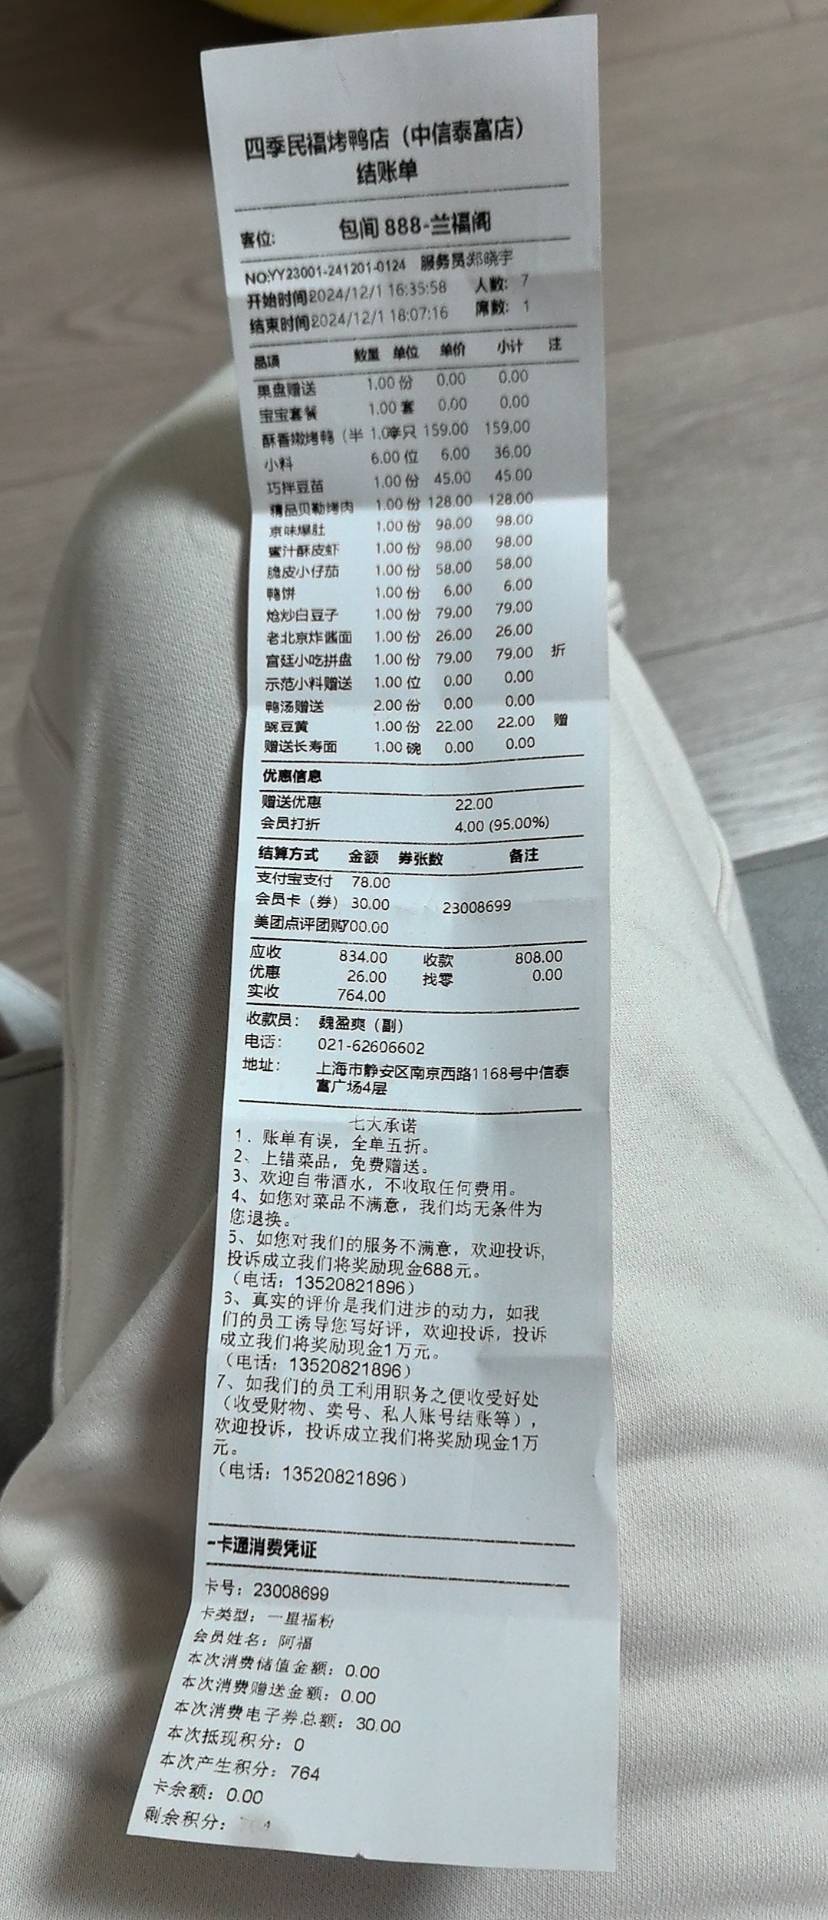 四季民福烤鸭店（中信泰富店）
结账单
客位: 包间 888-兰福阁
NO:YY23001-241201-0124 服务员:郑晓宇
开始时间2024/12/1 16:35:58 人数: 7
结束时间2024/12/1 18:07:16 席数: 1
品项 数量 单位 单价 小计 注
果盘赠送 1.00 份 0.00 0.00
宝宝套餐 1.00 套 0.00 0.00
酥香嫩烤鸭（半 1.00 只 159.00 159.00
小料 6.00 位 6.00 36.00
巧拌豆苗 1.00 份 45.00 45.00
精品贝勒烤肉 1.00 份 128.00 128.00
京味爆肚 1.00 份 98.00 98.00
蜜汁酥皮虾 1.00 份 98.00 98.00
脆皮小仔茄 1.00 份 58.00 58.00
鸭饼 1.00 份 6.00 6.00
炝炒白豆子 1.00 份 79.00 79.00
老北京炸酱面 1.00 份 26.00 26.00
宫廷小吃拼盘 1.00 份 79.00 79.00 折
示范小料赠送 1.00 位 0.00 0.00
鸭汤赠送 2.00 份 0.00 0.00
豌豆黄 1.00 份 22.00 22.00 赠
赠送长寿面 1.00 碗 0.00 0.00
优惠信息
赠送优惠 22.00
会员打折 4.00 (95.00%)
结算方式 金额 券张数 备注
支付宝支付 78.00
会员卡（券） 30.00 23008699
美团点评团购700.00
应收 834.00 收款 808.00
优惠 26.00 找零 0.00
实收 764.00
收款员： 魏盈爽（副）
电话： 021-62606602
地址： 上海市静安区南京西路1168号中信泰
富广场4层
七大承诺
1．账单有误，全单五折。
2、上错菜品，免费赠送。
3、欢迎自带酒水，不收取任何费用。
4、如您对菜品不满意，我们均无条件为
您退换。
5、如您对我们的服务不满意，欢迎投诉，
投诉成立我们将奖励现金688元。
（电话：13520821896）
6、真实的评价是我们进步的动力，如我
们的员工诱导您写好评，欢迎投诉，投诉
成立我们将奖励现金1万元。
（电话：13520821896）
7、如我们的员工利用职务之便收受好处
（收受财物、卖号、私人账号结账等），
欢迎投诉，投诉成立我们将奖励现金1万
元。
（电话：13520821896）
一卡通消费凭证
卡号：23008699
卡类型：一星福粉
会员姓名：阿福
本次消费储值金额：0.00
本次消费赠送金额：0.00
本次消费电子券总额：30.00
本次抵现积分：0
本次产生积分：764
卡余额：0.00
剩余积分：